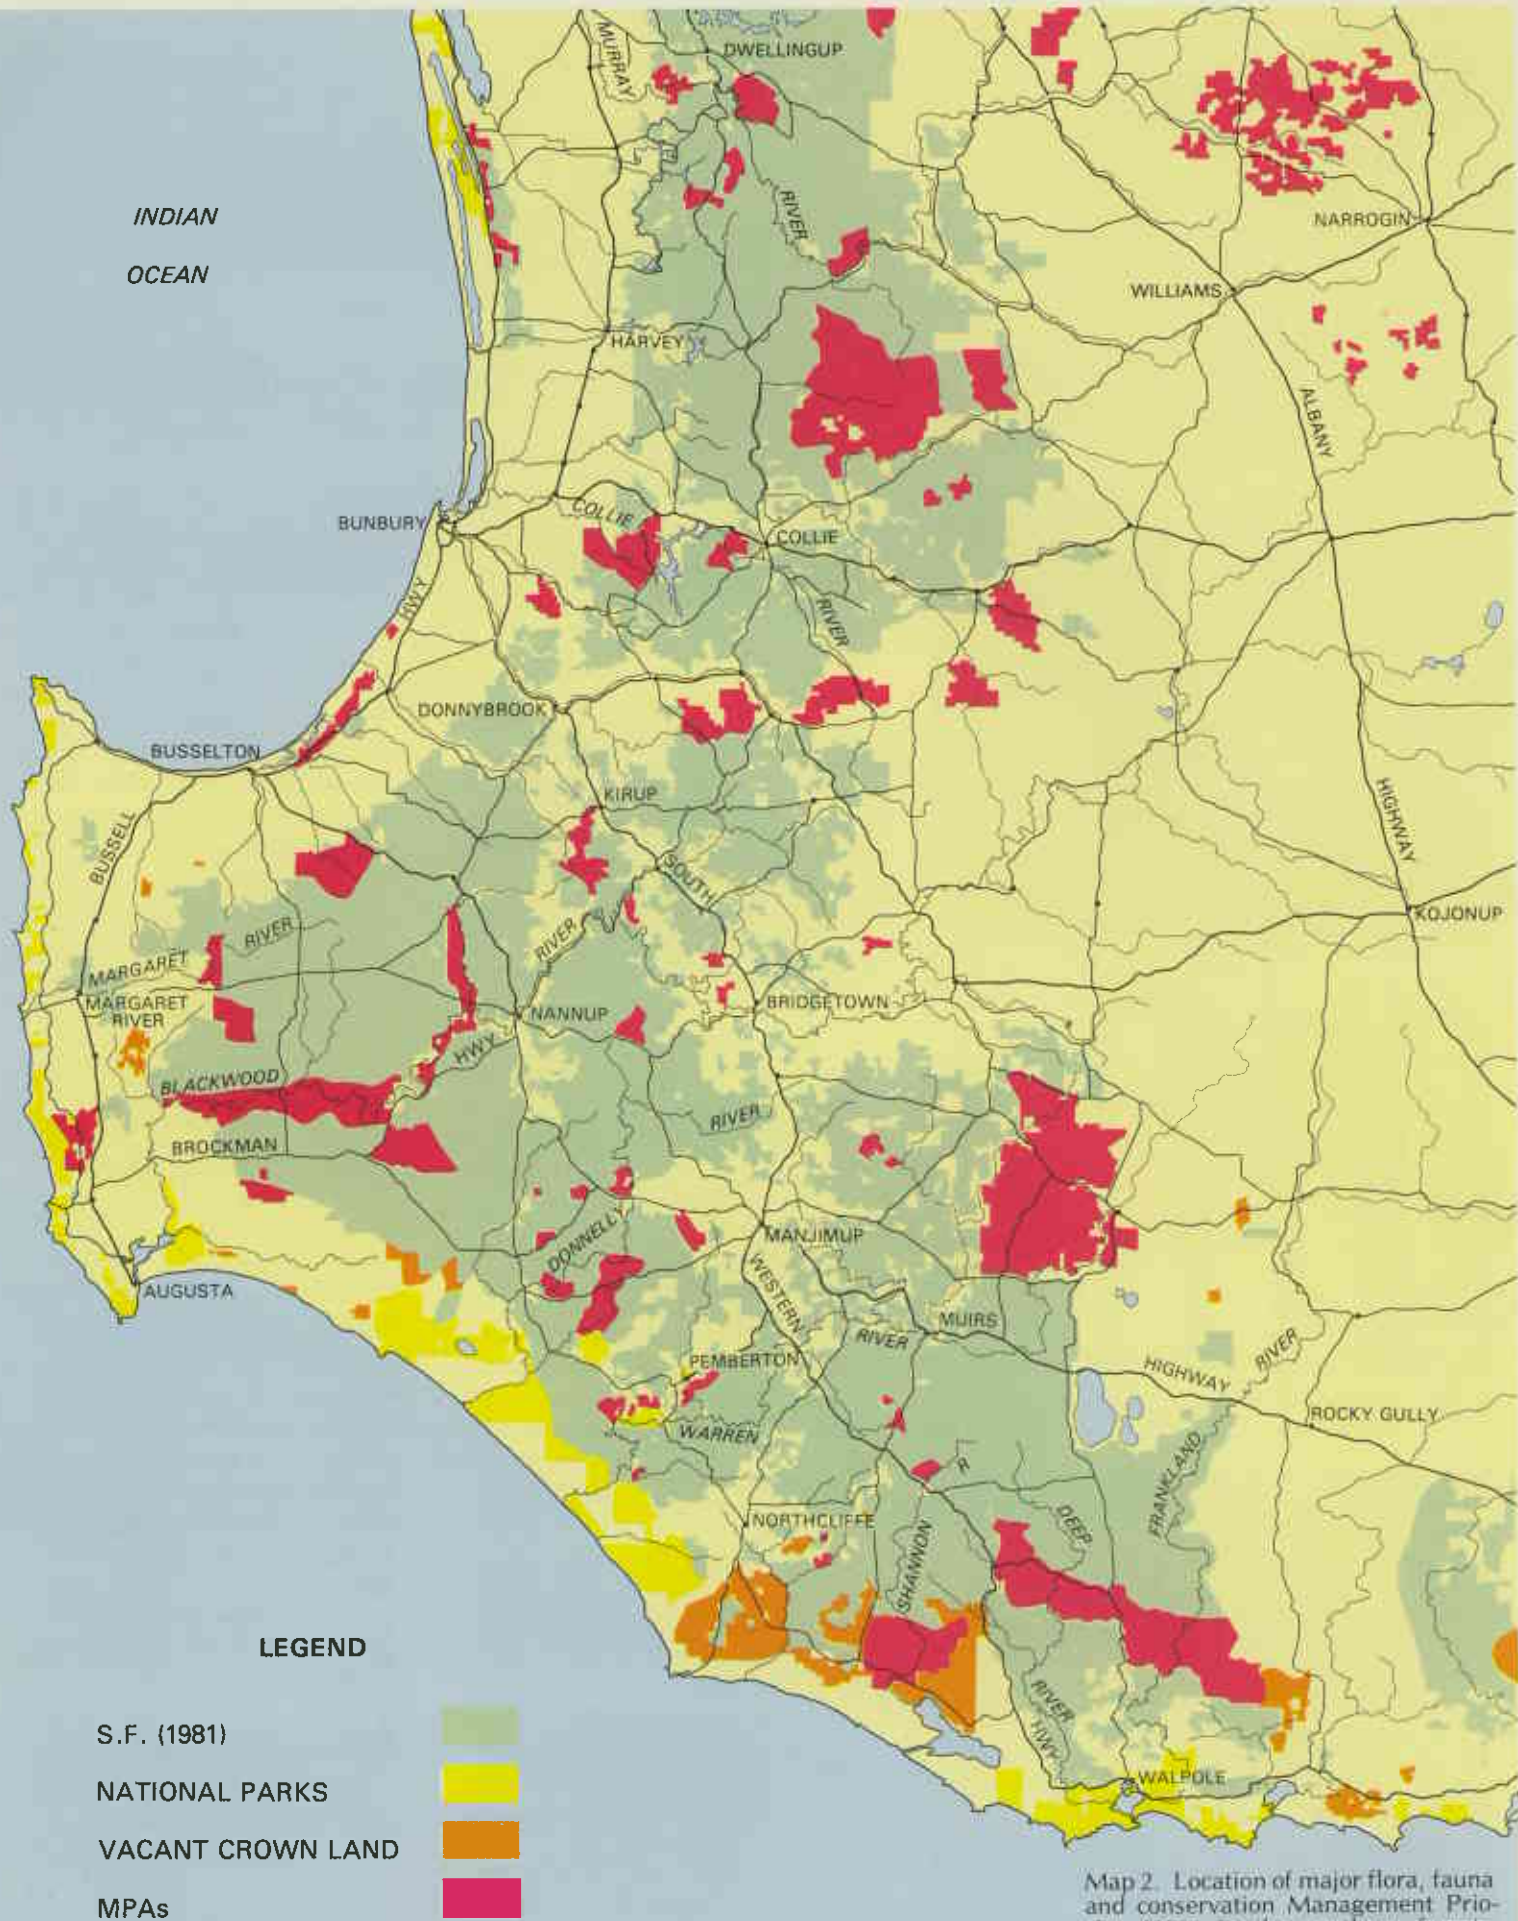 DWELLINGUP
MURRAY
INDIAN
OCEAN
RIVER
NARROGIN
WILLIAMS
HARVEY
ALBANY
BUNBURY
COLLIE
COLLIE
HWY
RIVER
DONNYBROOK
BUSSELTON
KIRUP
BUSSELL
HIGHWAY
SOUTH
KOJONUP
RIVER
RIVER
MARGARET
MARGARET
RIVER
NANNUP
BRIDGETOWN
HWY
BLACKWOOD
RIVER
BROCKMAN
DONNELLY
MANJIMUP
AUGUSTA
WESTERN
MUIRS
RIVER
RIVER
PEMBERTON
HIGHWAY
ROCKY GULLY
WARREN
R
FRANKLAND
NORTHCLIFFE
DEEP
SHANNON
LEGEND
RIVER
HWY
S.F. (1981)
WALPOLE
NATIONAL PARKS
VACANT CROWN LAND
MPAs
Map 2. Location of major flora, fauna
and conservation Management Prio-